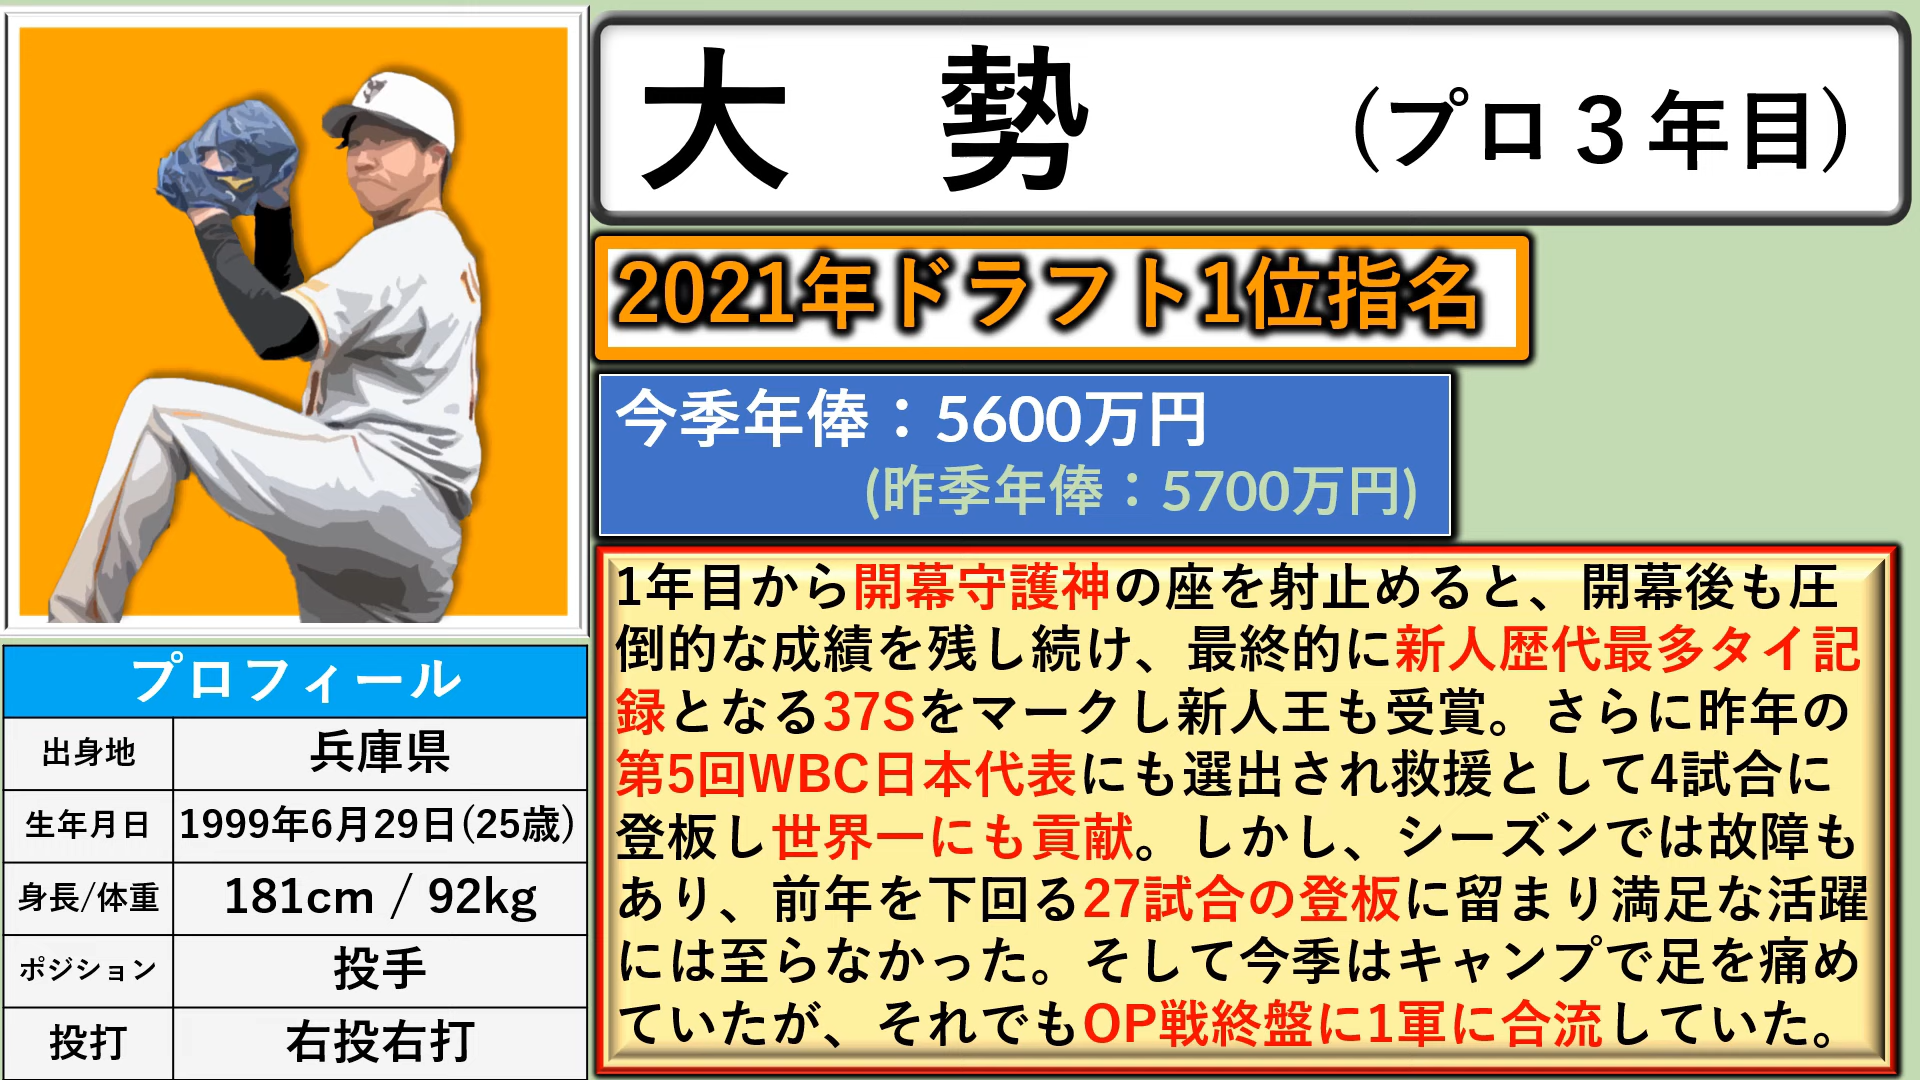 大 勢 （プロ３年目）
2021年ドラフト1位指名
今季年俸：5600万円
(昨季年俸：5700万円)
1年目から開幕守護神の座を射止めると、開幕後も圧
倒的な成績を残し続け、最終的に新人歴代最多タイ記
録となる37Sをマークし新人王も受賞。さらに昨年の
第5回WBC日本代表にも選出され救援として4試合に
登板し世界一にも貢献。しかし、シーズンでは故障も
あり、前年を下回る27試合の登板に留まり満足な活躍
には至らなかった。そして今季はキャンプで足を痛め
ていたが、それでもOP戦終盤に1軍に合流していた。
プロフィール
出身地 兵庫県
生年月日 1999年6月29日(25歳)
身長/体重 181cm / 92kg
ポジション 投手
投打 右投右打